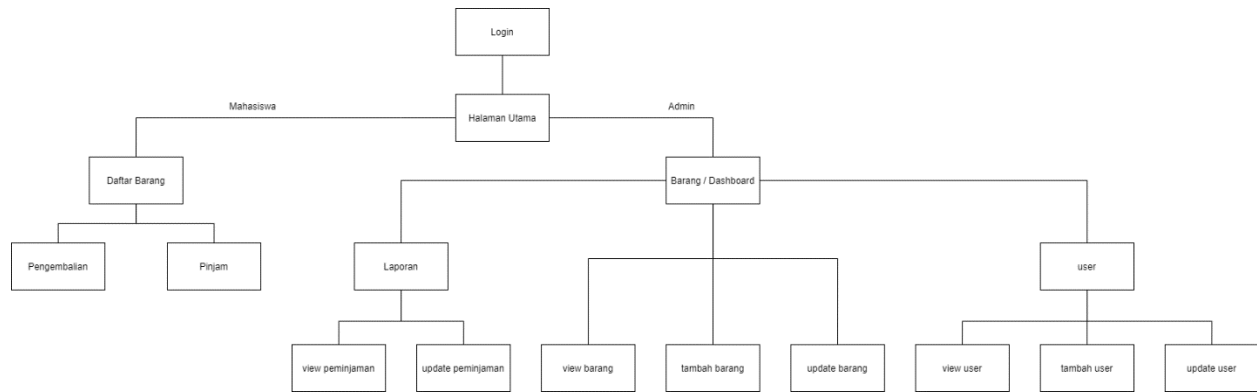 Login
Mahasiswa
Admin
Halaman Utama
Daftar Barang
Barang / Dashboard
Pengembalian
Pinjam
Laporan
user
view peminjaman
update peminjaman
view barang
tambah barang
update barang
view user
tambah user
update user